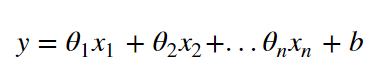 y = θ₁x₁ + θ₂x₂+...θₙxₙ + b